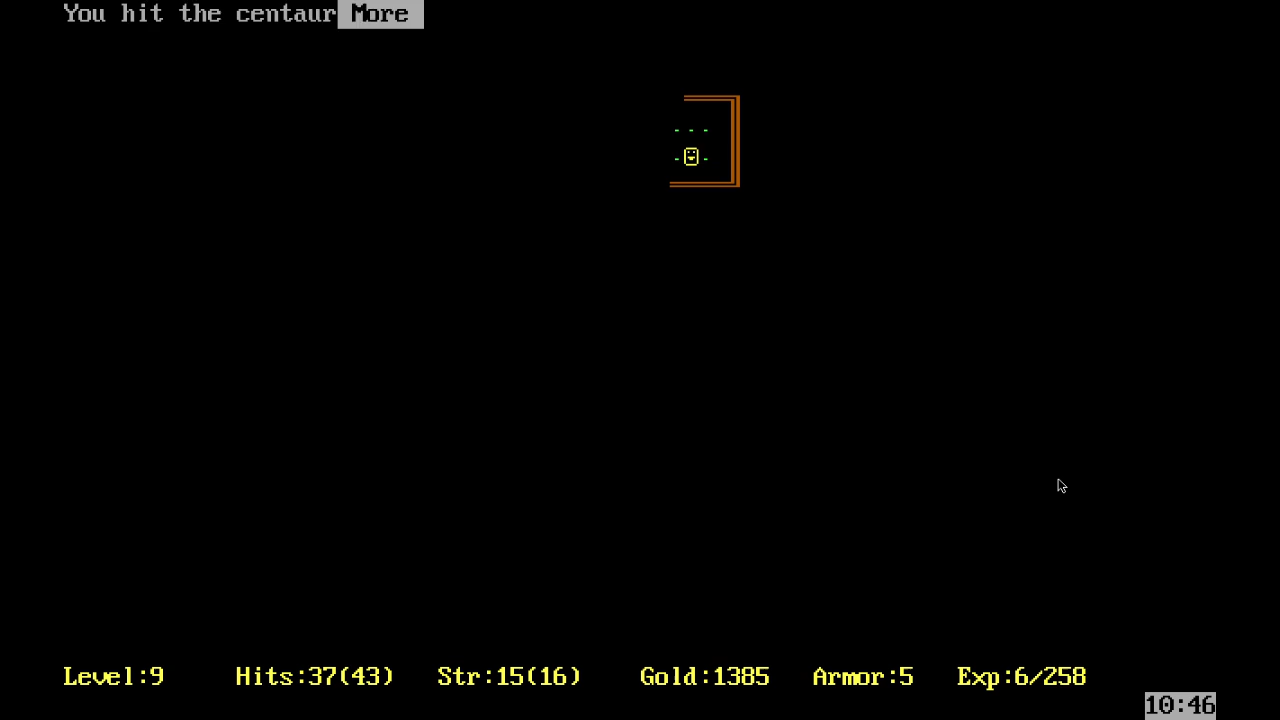 You hit the centaur More
Level:9 Hits:37(43) Str:15(16) Gold:1385 Armor:5 Exp:6/258
10:46